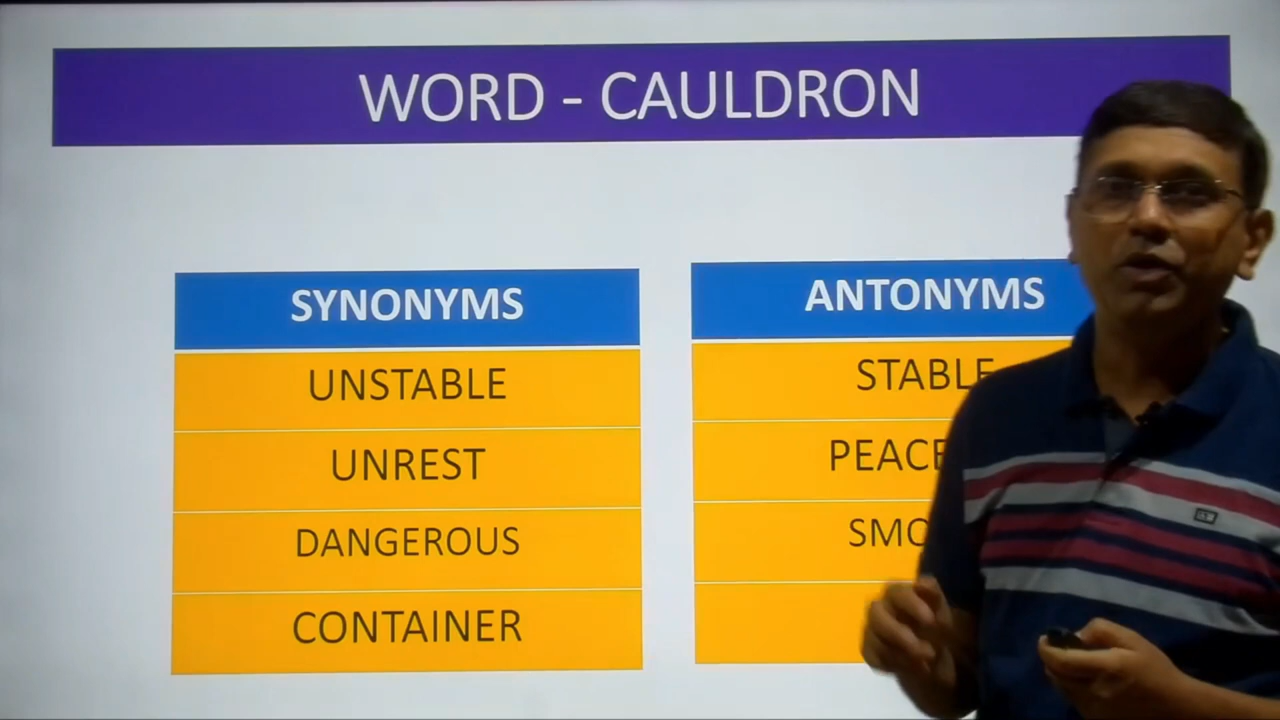 WORD - CAULDRON
SYNONYMS
UNSTABLE
UNREST
DANGEROUS
CONTAINER
ANTONYMS
STABLE